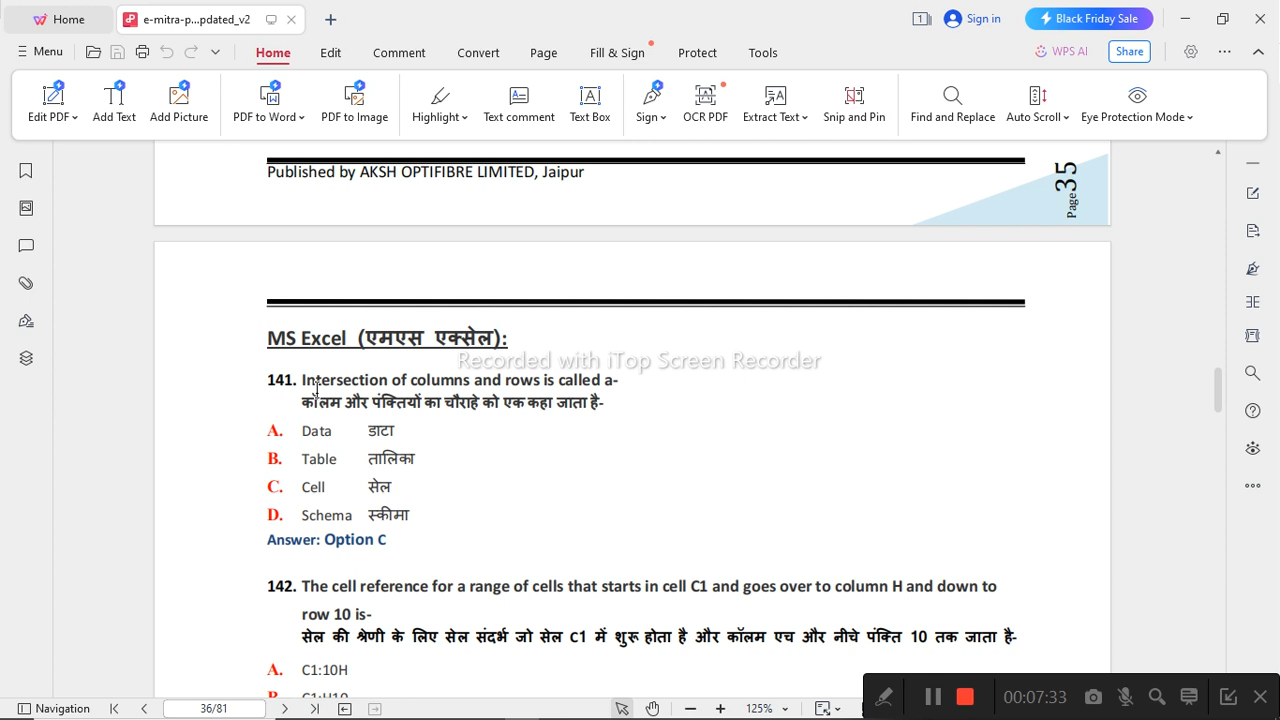 Home
e-mitra-p...pdated_v2
1
Sign in
Black Friday Sale
Menu
Home
Edit
Comment
Convert
Page
Fill & Sign
Protect
Tools
WPS AI
Share
Edit PDF
Add Text
Add Picture
PDF to Word
PDF to Image
Highlight
Text comment
Text Box
Sign
OCR PDF
Extract Text
Snip and Pin
Find and Replace
Auto Scroll
Eye Protection Mode
Published by AKSH OPTIFIBRE LIMITED, Jaipur
Page35
MS Excel (एमएस एक्सेल):
Recorded with iTop Screen Recorder
141. Intersection of columns and rows is called a-
कॉलम और पंक्तियों का चौराहे को एक कहा जाता है-
A. Data डाटा
B. Table तालिका
C. Cell सेल
D. Schema स्कीमा
Answer: Option C
142. The cell reference for a range of cells that starts in cell C1 and goes over to column H and down to
row 10 is-
सेल की श्रेणी के लिए सेल संदर्भ जो सेल C1 में शुरू होता है और कॉलम एच और नीचे पंक्ति 10 तक जाता है-
A. C1:10H
B. C1:H10
Navigation
36/81
125%
00:07:33